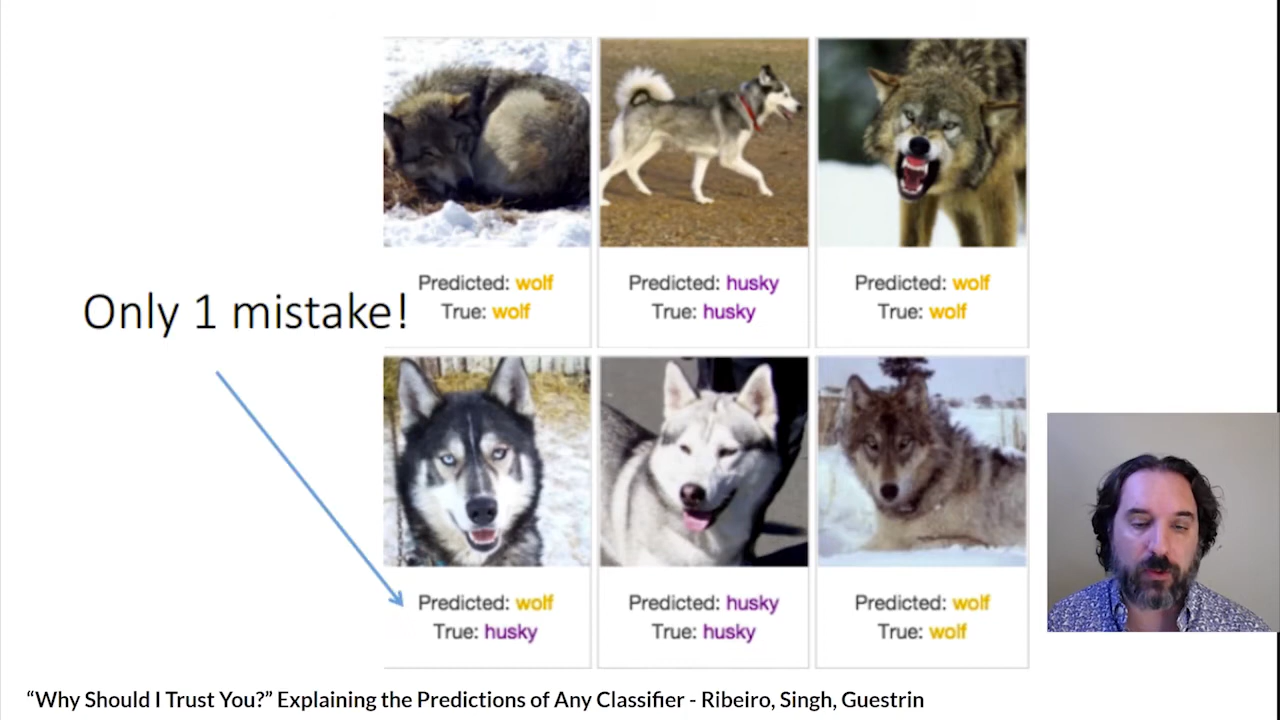 Predicted: wolf
True: wolf
Predicted: husky
True: husky
Predicted: wolf
True: wolf
Only 1 mistake!
Predicted: wolf
True: husky
Predicted: husky
True: husky
Predicted: wolf
True: wolf
“Why Should I Trust You?” Explaining the Predictions of Any Classifier - Ribeiro, Singh, Guestrin